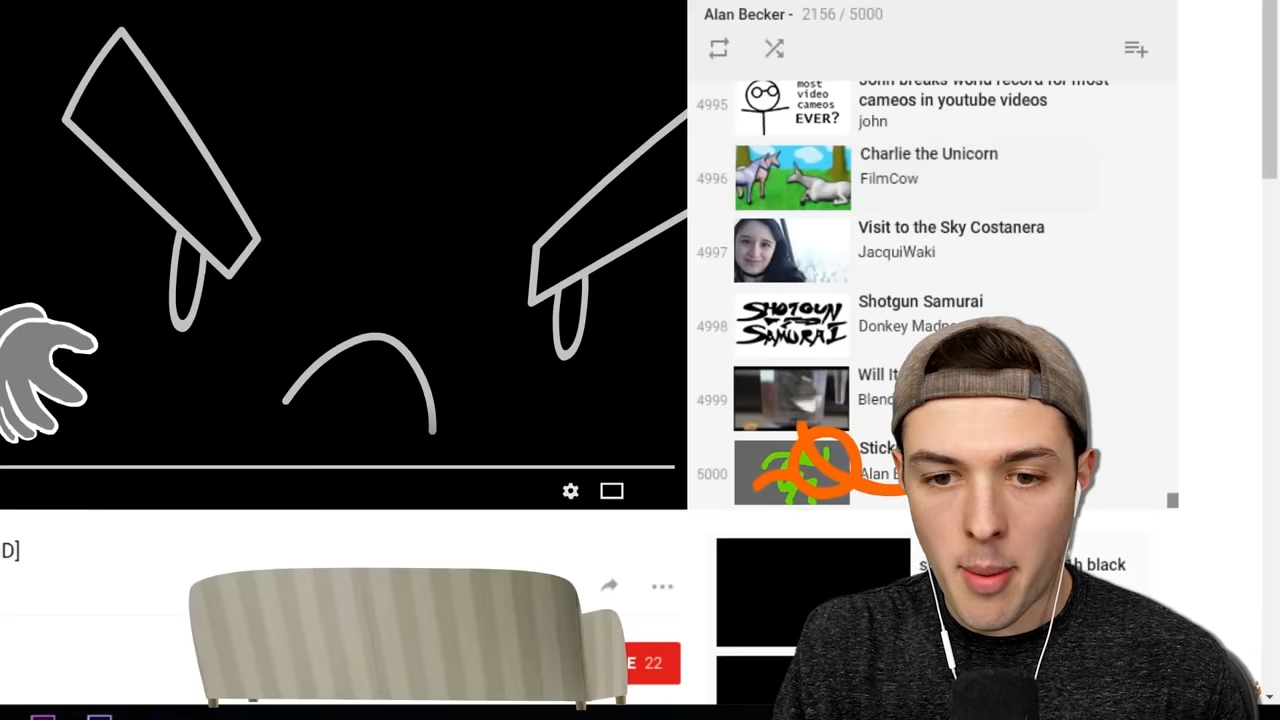 Alan Becker - 2156 / 5000
4995
John breaks world record for most
cameos in youtube videos
john
most
video
cameos
EVER?
4996
Charlie the Unicorn
FilmCow
4997
Visit to the Sky Costanera
JacquiWaki
4998
Shotgun Samurai
Donkey
SHOTGUN
SAMURAI
4999
Will It
5000
Stick
Alan
D]
black
E 22